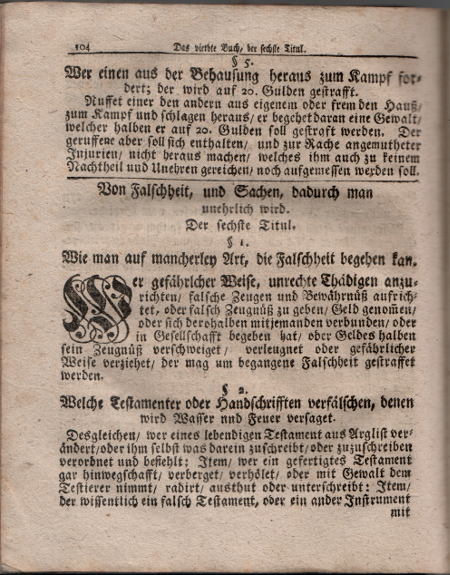 104 Das vierdte Buch, der sechste Titul.
§ 5.
Wer einen aus der Behausung heraus zum Kampf for-
dert; der wird auf 20. Gulden gestrafft.
Ruffet einer den andern aus eigenem oder fremden Hauß/
zum Kampf und schlagen heraus/ er begehet daran eine Gewalt/
welcher halben er auf 20. Gulden soll gestraft werden. Der
geruffene aber soll sich enthalten/ und zur Rache angemutheter
Injurien/ nicht heraus machen/ welches ihm auch zu keinem
Nachtheil und Unehren gereichen/ noch aufgemessen werden soll.
Von Falschheit, und Sachen, dadurch man
unehrlich wird.
Der sechste Titul.
§ 1.
Wie man auf mancherley Art, die Falschheit begehen kan.
Wer gefährlicher Weise, unrechte Thädigen anzu-
richten/ falsche Zeugen und Bewährnüß aufrich-
tet, oder falsch Zeugnüß zu geben/ Geld genommen/
oder sich derohalben mit jemanden verbunden/ oder
in Gesellschafft begeben hat/ oder Geldes halben
sein Zeugnüß verschweiget/ verleugnet oder gefährlicher
Weise verziehet, der mag um begangene Falschheit gestraffet
werden.
§ 2.
Welche Testamenter oder Handschrifften verfälschen, denen
wird Wasser und Feuer versaget.
Desgleichen/ wer eines lebendigen Testament aus Arglist ver-
ändert/ oder ihm selbst was darein zuschreibt/ oder zuzuschreiben
verordnet und befiehlt: Item/ wer ein gefertigtes Testament
gar hinwegschafft/ verberget/ verhölet/ oder mit Gewalt dem
Testierer nimmt/ radirt/ austhut oder unterschreibt: Item/
der wissentlich ein falsch Testament, oder ein ander Instrument
mit